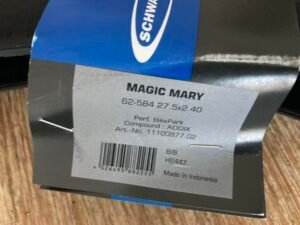 SCHWA
MAGIC MARY
62-584 27.5x2.40
Perf. BikePark
Compound : ADDIX
Art.-No. 11100977.02
B/B
HS447
Made In Indonesia